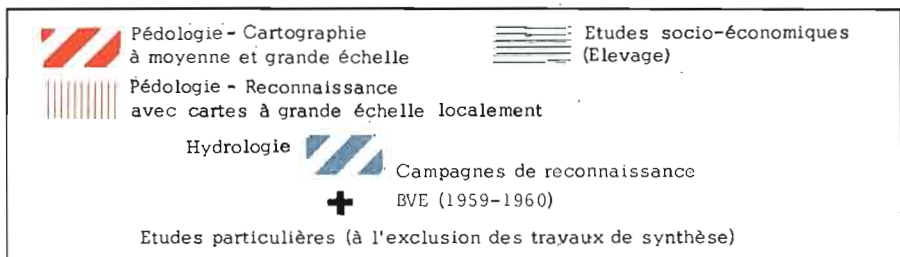 Pédologie - Cartographie
à moyenne et grande échelle
Etudes socio-économiques
(Elevage)
Pédologie - Reconnaissance
avec cartes à grande échelle localement
Hydrologie
Campagnes de reconnaissance
BVE (1959-1960)
Etudes particulières (à l'exclusion des travaux de synthèse)